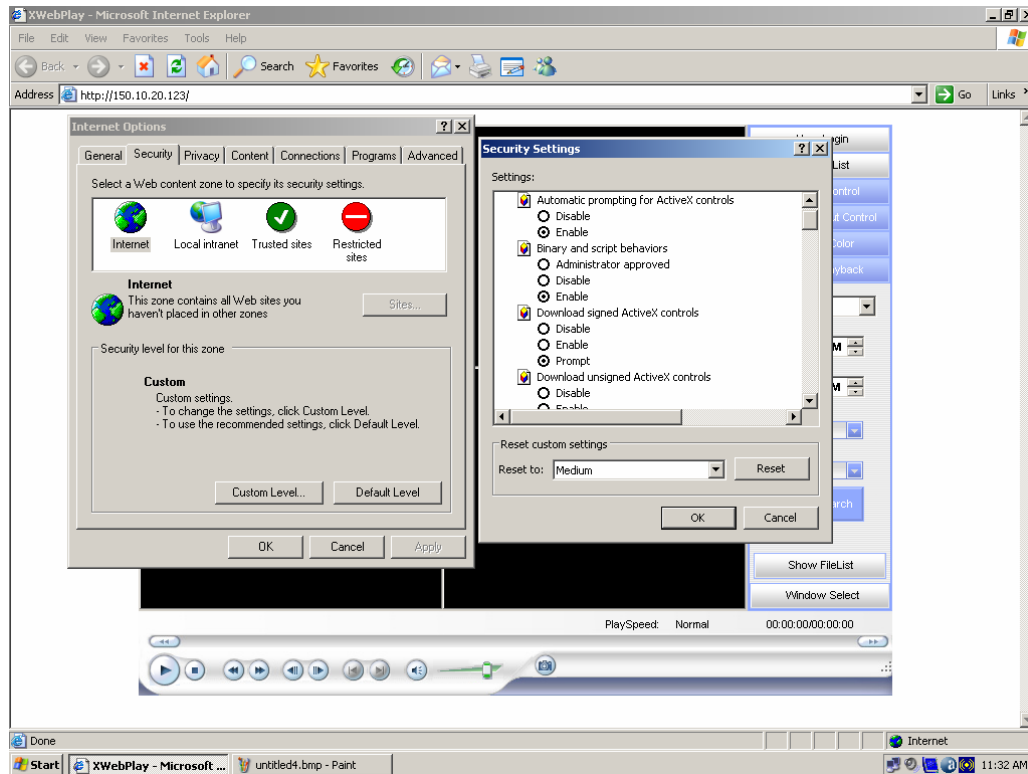 XWebPlay - Microsoft Internet Explorer
File Edit View Favorites Tools Help
Back Search Favorites
Address http://150.10.20.123/ Go Links
Internet Options
General Security Privacy Content Connections Programs Advanced
Select a Web content zone to specify its security settings.
Internet Local intranet Trusted sites Restricted
sites
Internet
This zone contains all Web sites you
haven't placed in other zones
Sites...
Security level for this zone
Custom
Custom settings.
- To change the settings, click Custom Level.
- To use the recommended settings, click Default Level.
Custom Level... Default Level
OK Cancel Apply
Security Settings
Settings:
Automatic prompting for ActiveX controls
Disable
Enable
Binary and script behaviors
Administrator approved
Disable
Enable
Download signed ActiveX controls
Disable
Enable
Prompt
Download unsigned ActiveX controls
Disable
Enable
Reset custom settings
Reset to: Medium Reset
OK Cancel
List
Color
M
M
Show FileList
Window Select
PlaySpeed: Normal 00:00:00/00:00:00
Done Internet
Start XWebPlay - Microsoft ... untitled4.bmp - Paint 11:32 AM